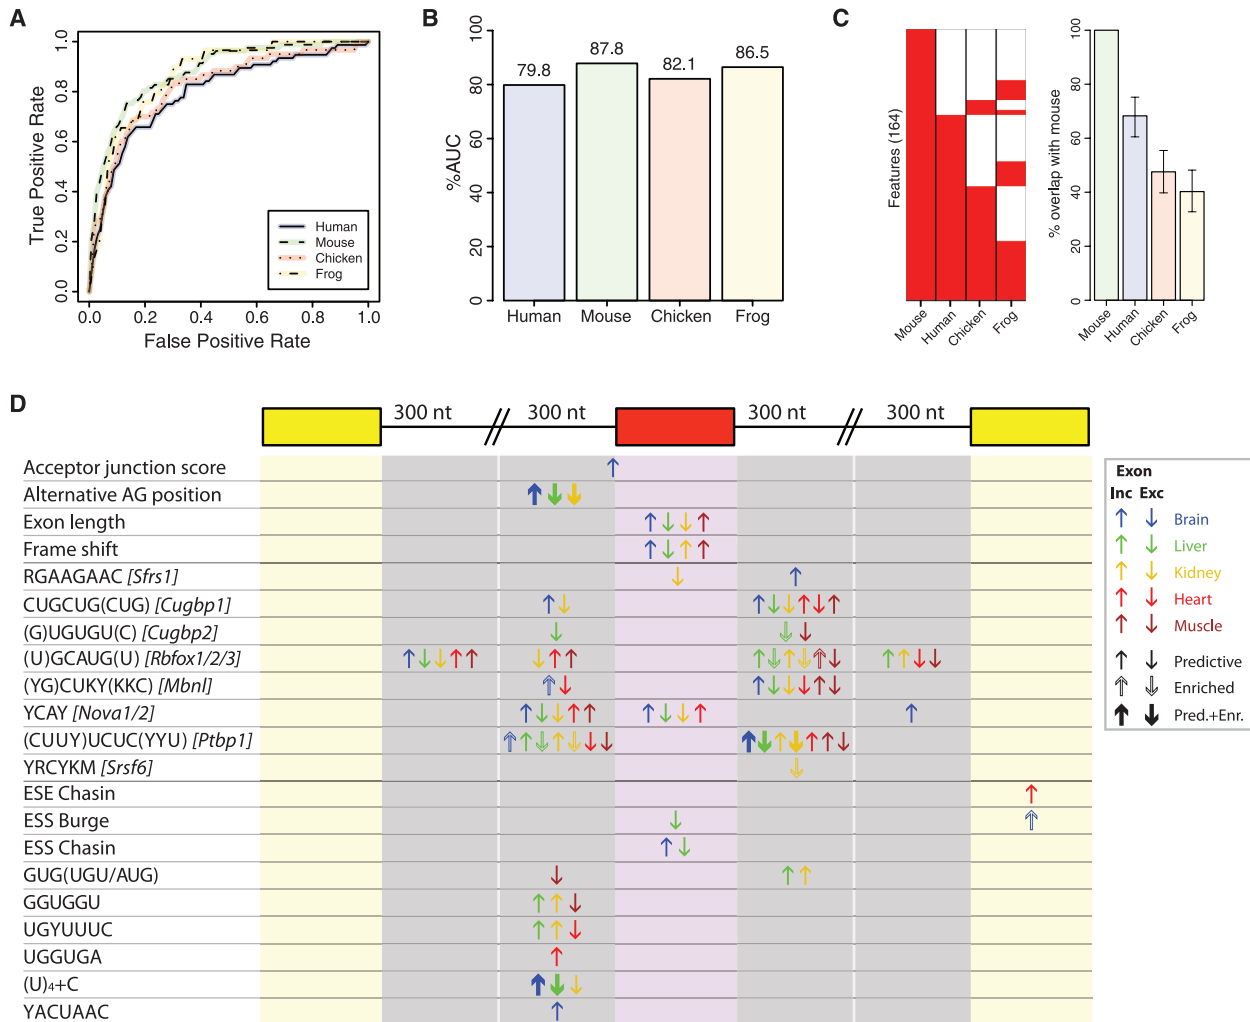 A
True Positive Rate
1.0
0.8
0.6
0.4
0.2
0.0
0.0 0.2 0.4 0.6 0.8 1.0
False Positive Rate
Human
Mouse
Chicken
Frog
B
%AUC
100
80
60
40
20
0
79.8
87.8
82.1
86.5
Human Mouse Chicken Frog
C
Features (164)
Mouse
Human
Chicken
Frog
% overlap with mouse
100
80
60
40
20
0
Mouse
Human
Chicken
Frog
D
300 nt 300 nt 300 nt 300 nt
Acceptor junction score
Alternative AG position
Exon length
Frame shift
RGAAGAAC [Sfrs1]
CUGCUG(CUG) [Cugbp1]
(G)UGUGU(C) [Cugbp2]
(U)GCAUG(U) [Rbfox1/2/3]
(YG)CUKY(KKC) [Mbnl]
YCAY [Nova1/2]
(CUUY)UCUC(YYU) [Ptbp1]
YRCYKM [Srsf6]
ESE Chasin
ESS Burge
ESS Chasin
GUG(UGU/AUG)
GGUGGU
UGYUUUC
UGGUGA
(U)₄+C
YACUAAC
Exon
Inc Exc
Brain
Liver
Kidney
Heart
Muscle
Predictive
Enriched
Pred.+Enr.